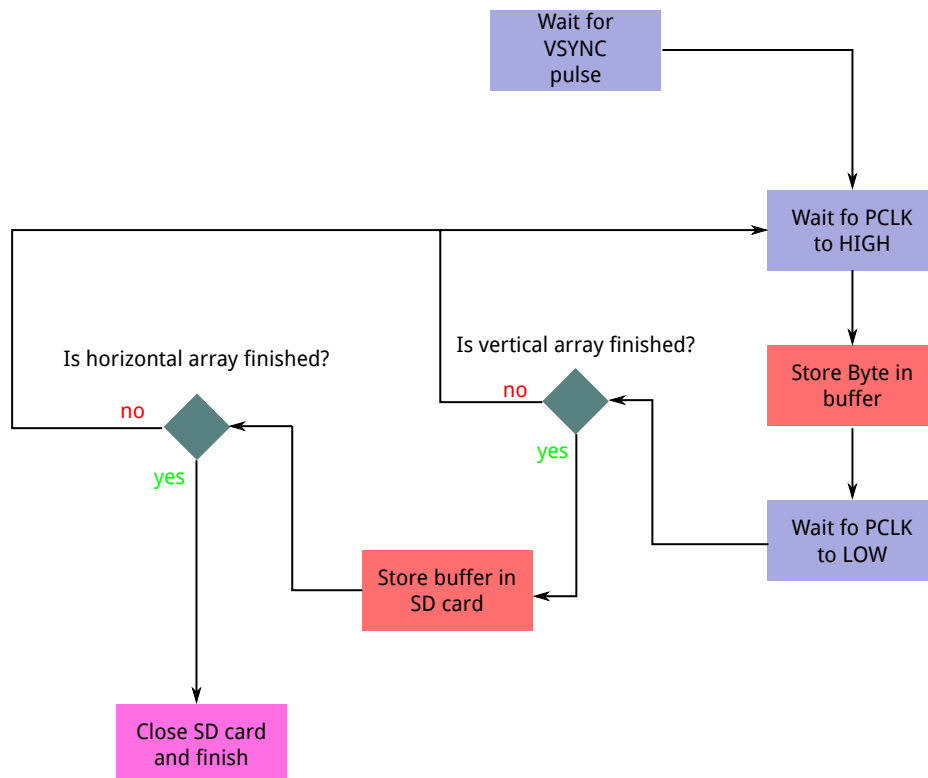 Wait for
VSYNC
pulse
Wait fo PCLK
to HIGH
Is horizontal array finished?
Is vertical array finished?
no
no
yes
yes
Store Byte in
buffer
Wait fo PCLK
to LOW
Store buffer in
SD card
Close SD card
and finish